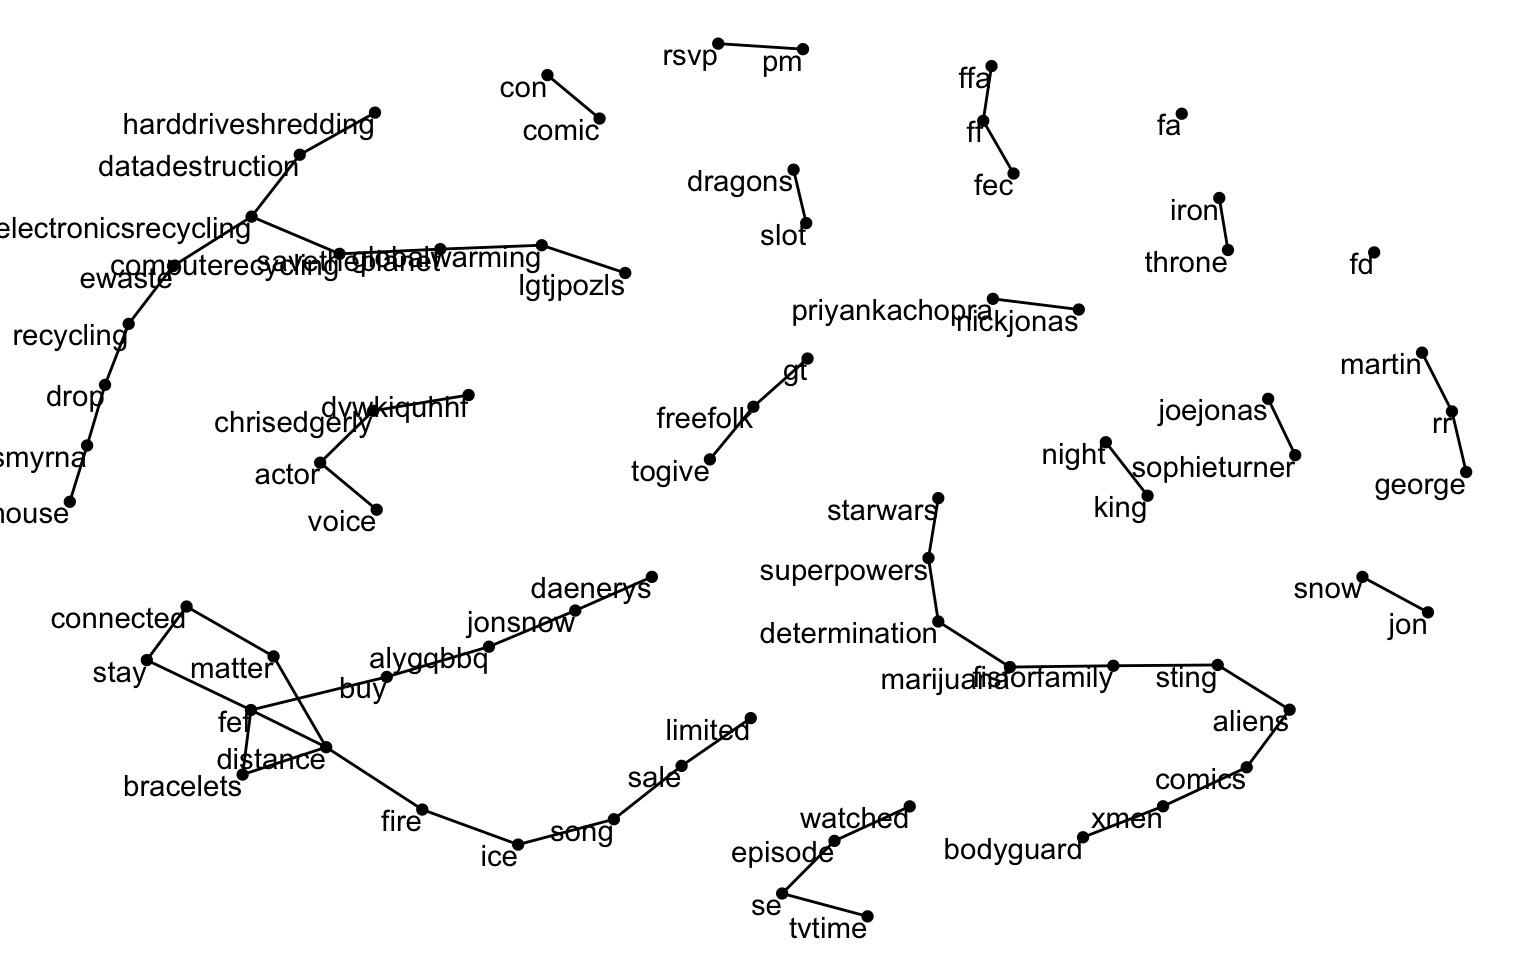 rsvp
pm
con
comic
ffa
ff
fec
fa
harddriveshredding
datadestruction
electronicsrecycling
computerecycling
savetheplanet
globalwarming
lgtjpozls
ewaste
recycling
drop
smyrna
house
dragons
slot
iron
throne
fd
priyankachopra
nickjonas
gt
freefolk
togive
martin
rr
george
joejonas
sophieturner
night
king
dvwkiquhhf
chrisedgerly
actor
voice
starwars
superpowers
determination
marijuana
sting
aliens
comics
xmen
bodyguard
snow
jon
daenerys
jonsnow
alygqbbq
buy
connected
stay
matter
fef
distance
bracelets
fire
ice
song
sale
limited
watched
episode
se
tvtime